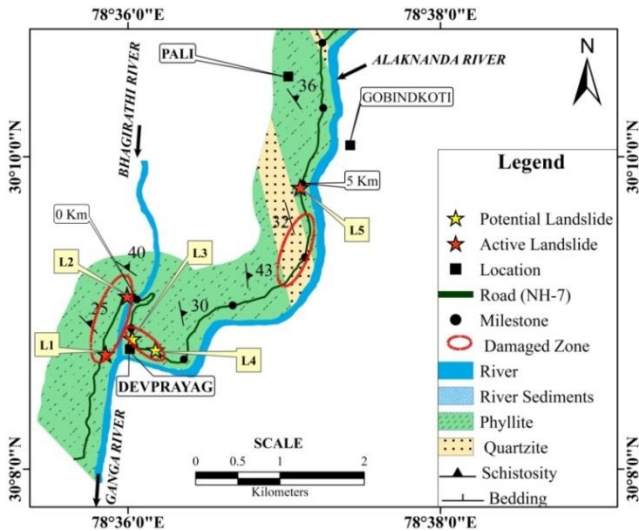 78°36'0"E
78°38'0"E
PALI
ALAKNANDA RIVER
N
36
GOBINDKOTI
BHAGIRATHI RIVER
30°10'0"N
30°10'0"N
Legend
5 Km
0 Km
32
L5
Potential Landslide
L3
Active Landslide
L2
40
Location
43
Road (NH-7)
25
30
Milestone
L1
L4
Damaged Zone
River
DEVPRAYAG
River Sediments
Phyllite
GANGA RIVER
SCALE
Quartzite
0 0.5 1 2
Kilometers
Schistosity
Bedding
30°8'0"N
30°8'0"N
78°36'0"E
78°38'0"E